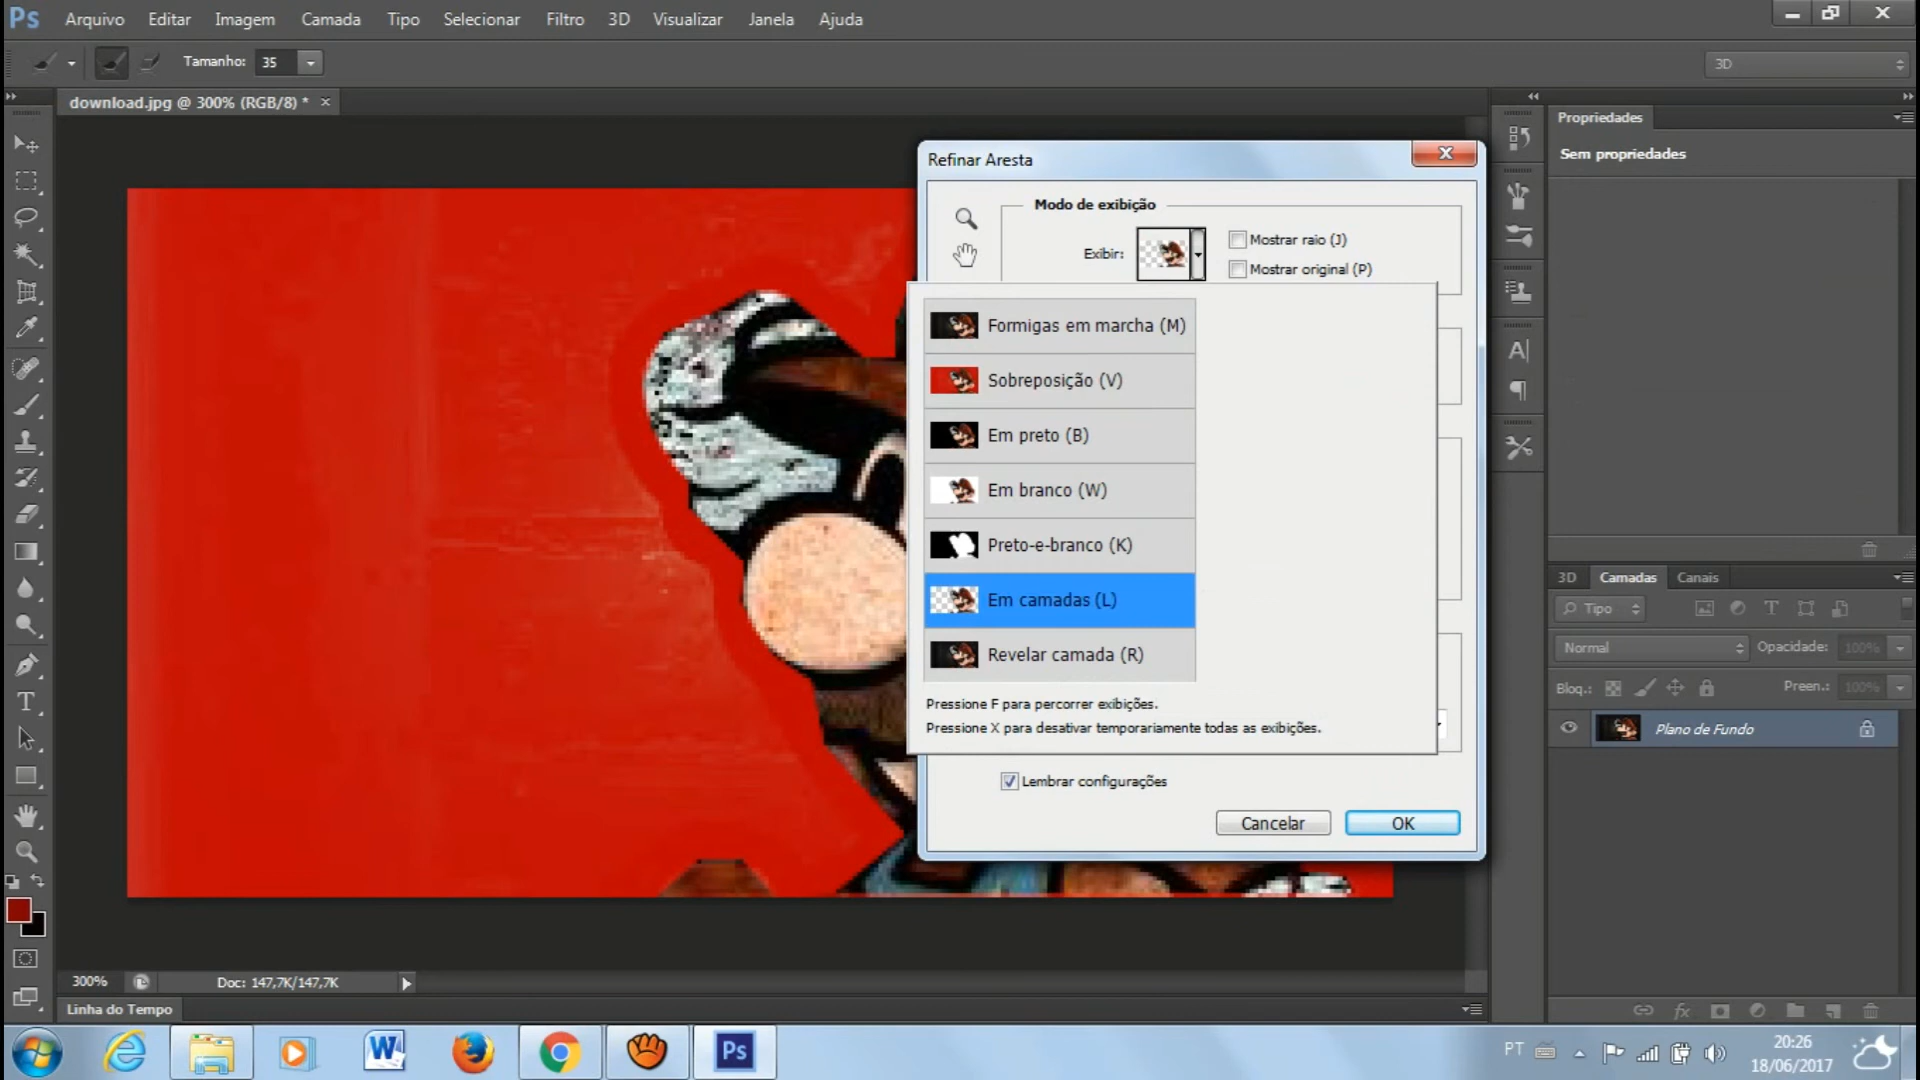 Ps Arquivo Editar Imagem Camada Tipo Selecionar Filtro 3D Visualizar Janela Ajuda
Tamanho: 35
3D
download.jpg @ 300% (RGB/8) *
Propriedades
Sem propriedades
Refinar Aresta
Modo de exibição
Exibir:
Mostrar raio (J)
Mostrar original (P)
Formigas em marcha (M)
Sobreposição (V)
Em preto (B)
Em branco (W)
Preto-e-branco (K)
Em camadas (L)
Revelar camada (R)
Pressione F para percorrer exibições.
Pressione X para desativar temporariamente todas as exibições.
Lembrar configurações
Cancelar
OK
3D Camadas Canais
Tipo
Normal Opacidade: 100%
Bloq.: Preen.: 100%
Plano de Fundo
300% Doc: 147,7K/147,7K
Linha do Tempo
Ps
PT
20:26
18/06/2017